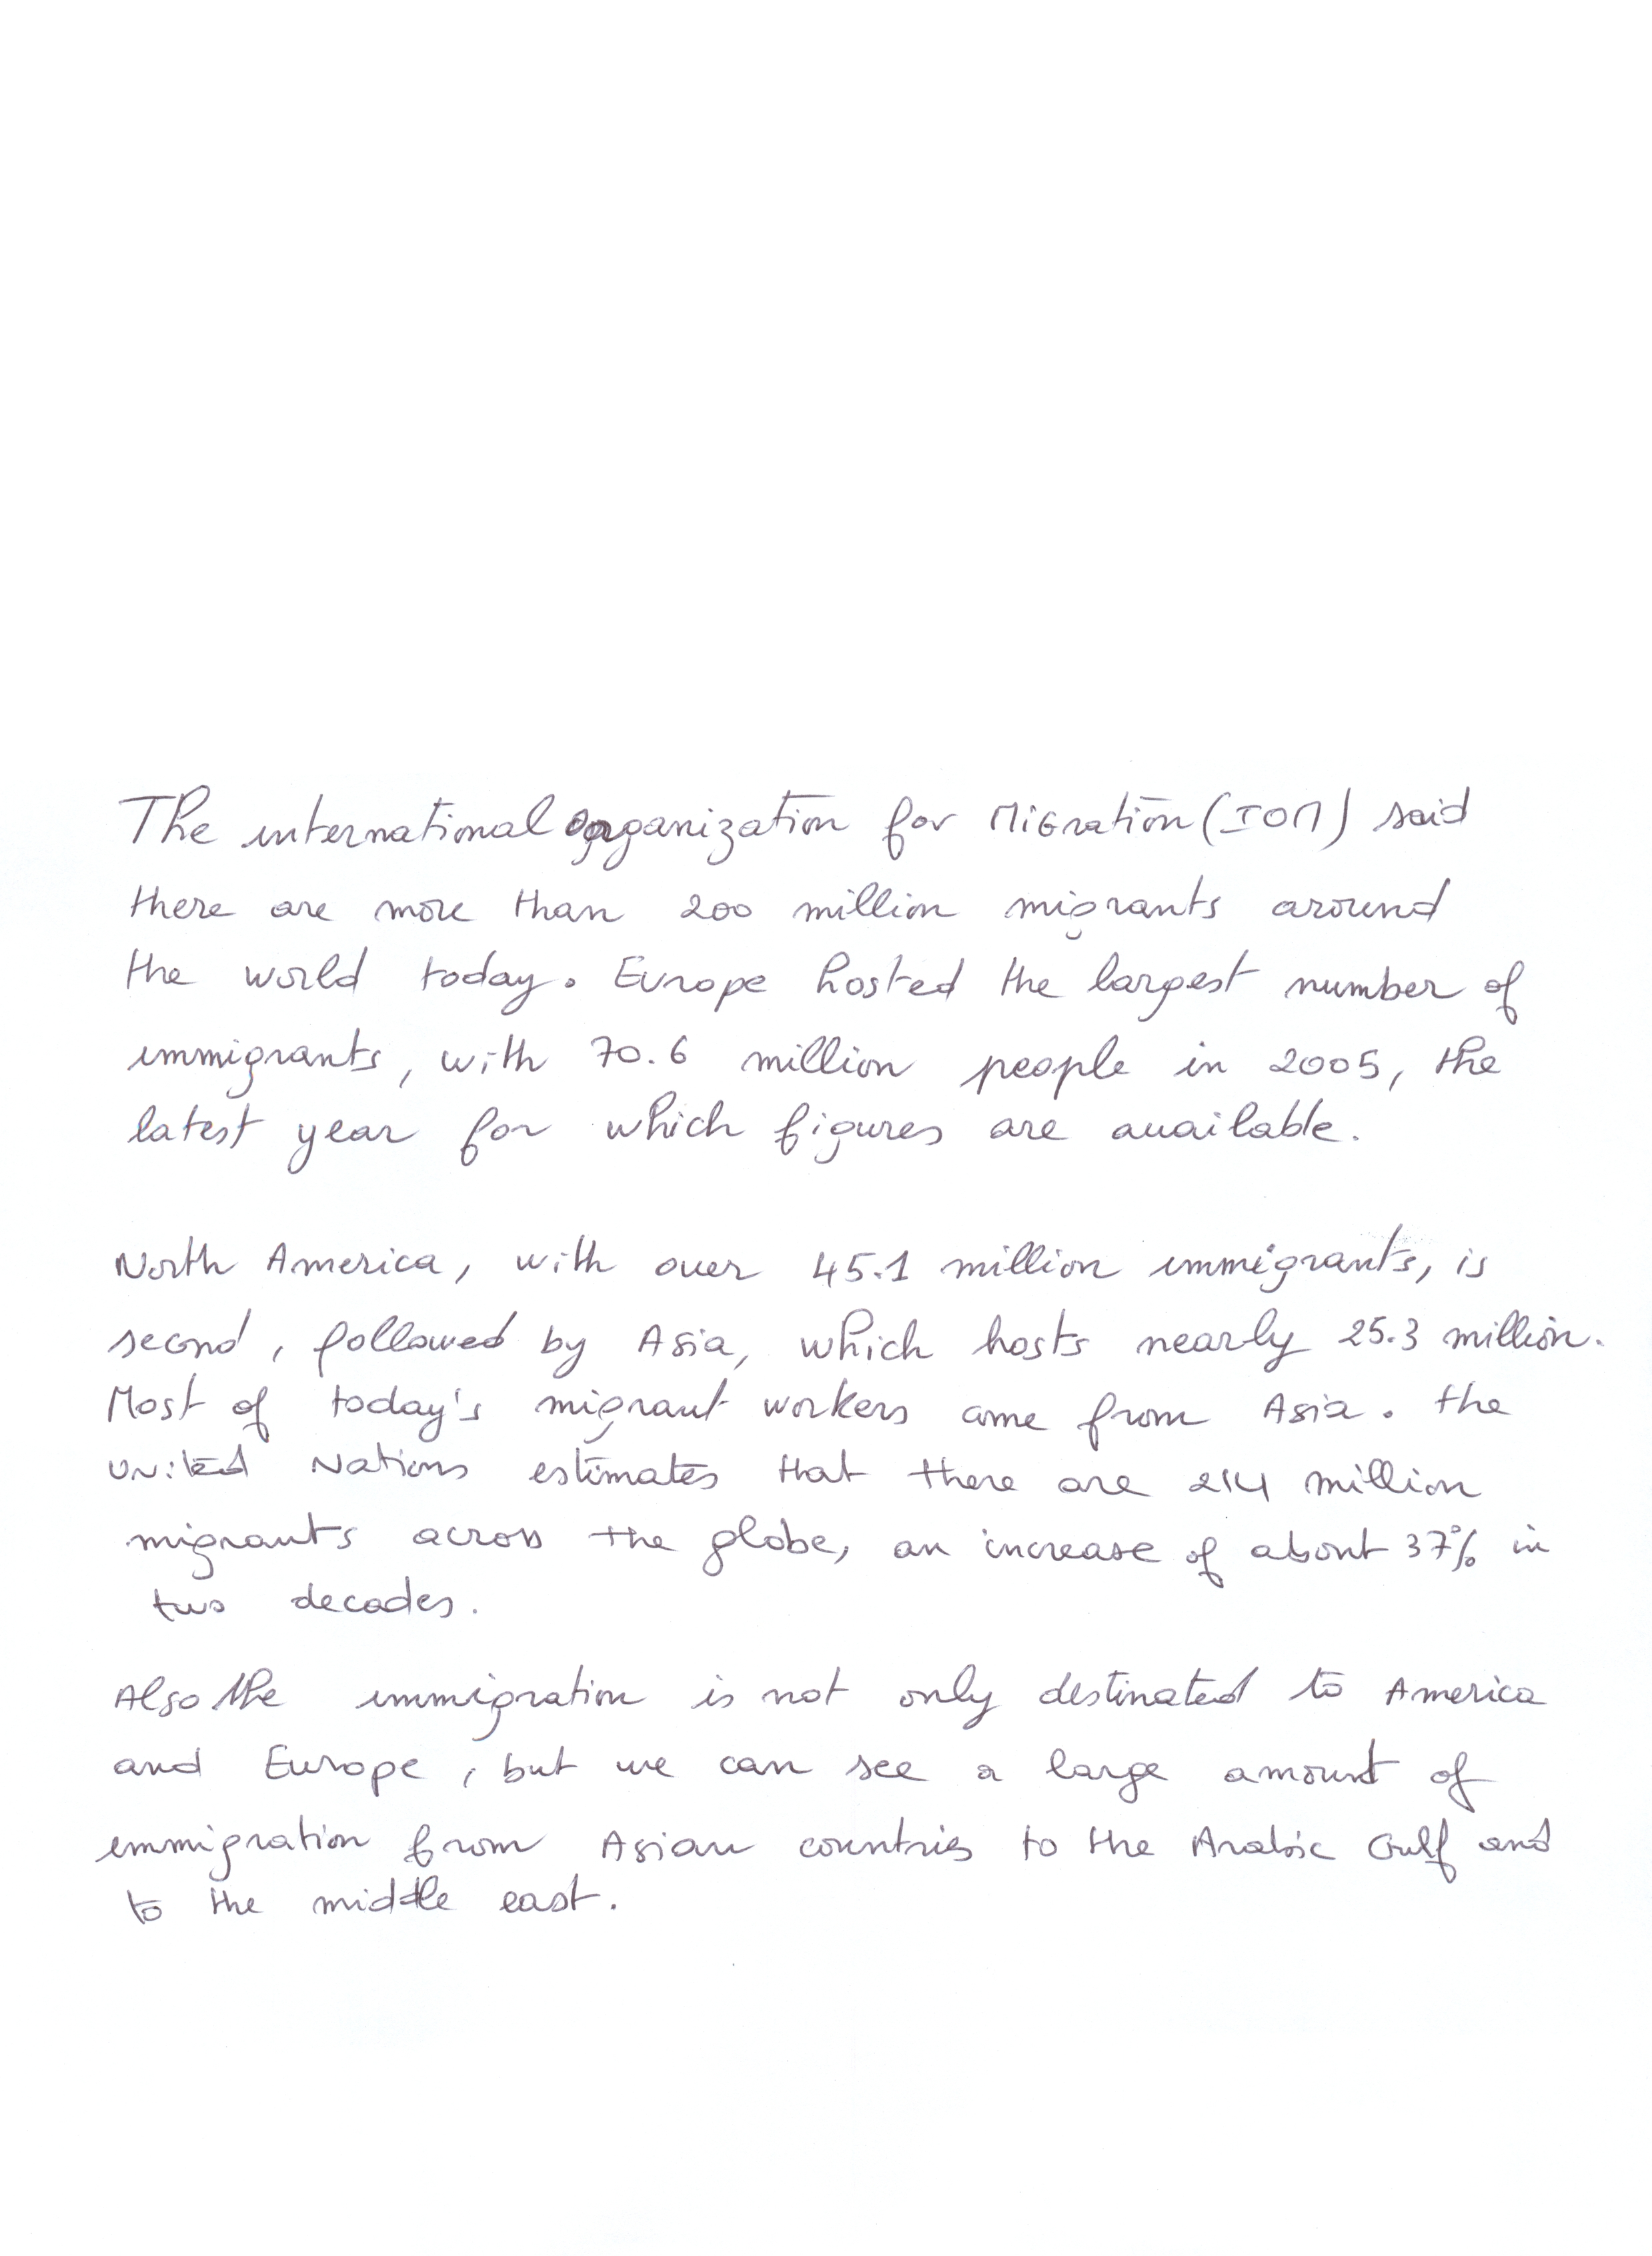 The international Organization for Migration (IOM) said
there are more than 200 million migrants around
the world today. Europe hosted the largest number of
immigrants, with 70.6 million people in 2005, the
latest year for which figures are available.
North America, with over 45.1 million immigrants, is
second, followed by Asia, which hosts nearly 25.3 million.
Most of today's migrant workers come from Asia. the
United Nations estimates that there are 214 million
migrants across the globe, an increase of about 37% in
two decades.
Also the immigration is not only destinated to America
and Europe, but we can see a large amount of
emmigration from Asian countries to the Arabic Gulf and
to the middle east.